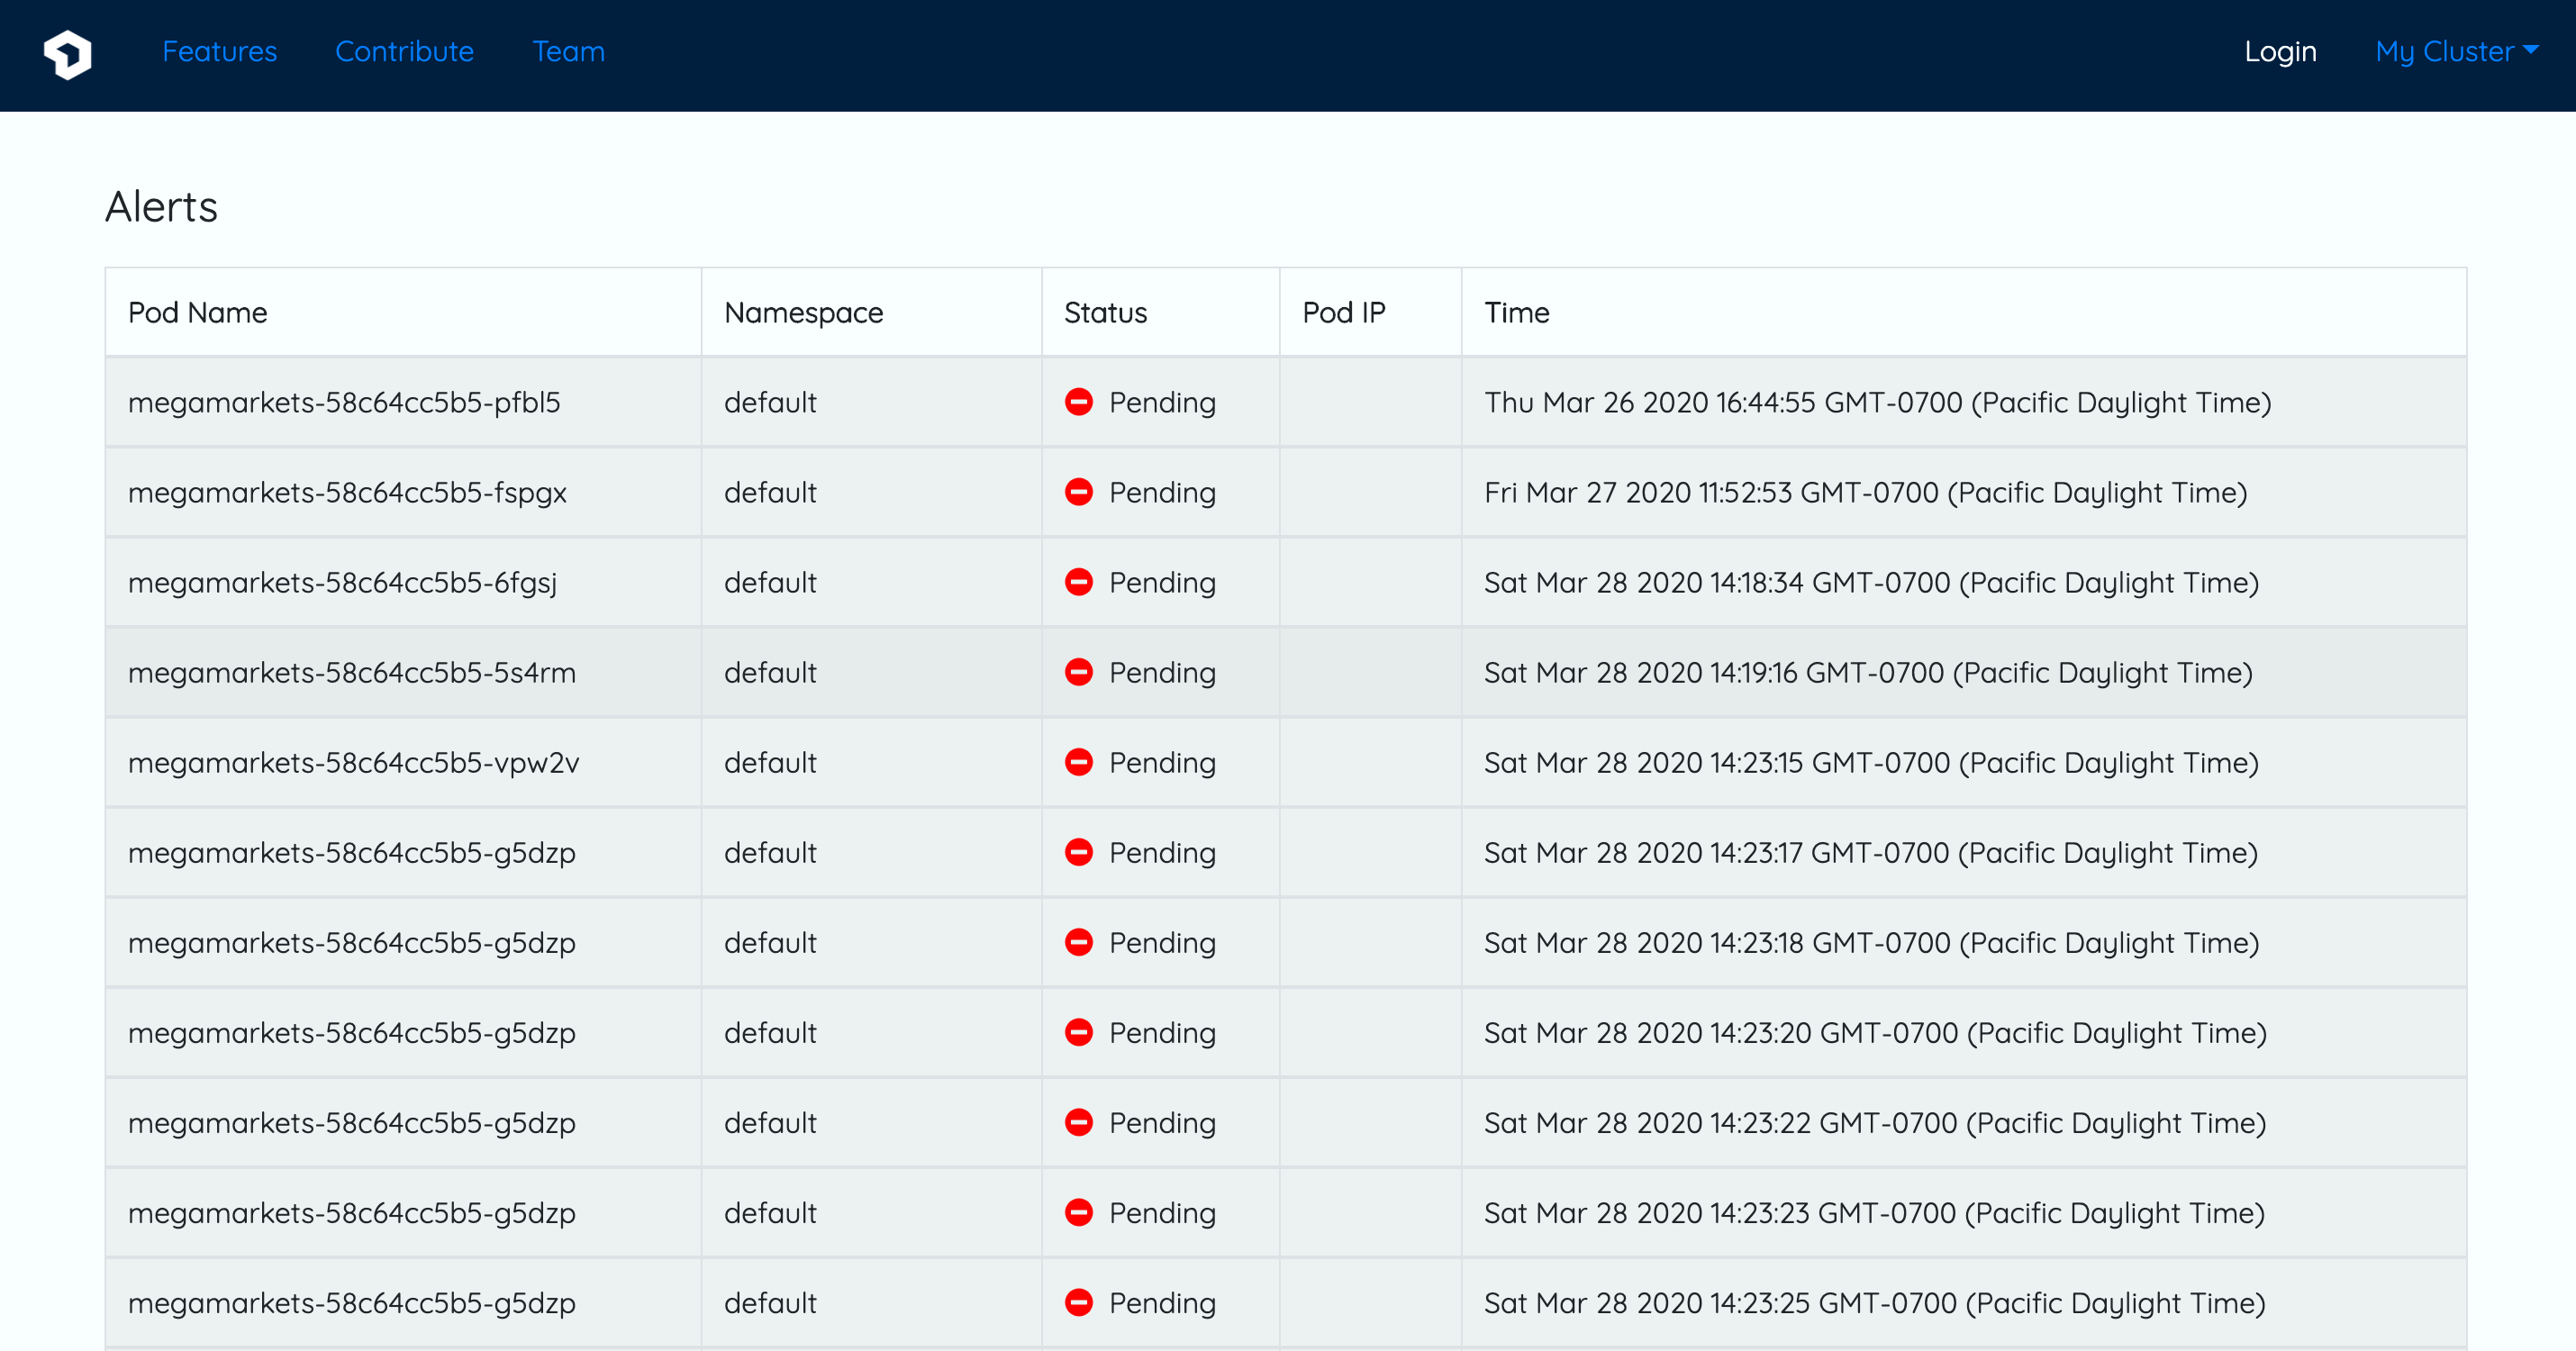 Features Contribute Team Login My Cluster
Alerts
Pod Name Namespace Status Pod IP Time
megamarkets-58c64cc5b5-pfbl5 default Pending Thu Mar 26 2020 16:44:55 GMT-0700 (Pacific Daylight Time)
megamarkets-58c64cc5b5-fspgx default Pending Fri Mar 27 2020 11:52:53 GMT-0700 (Pacific Daylight Time)
megamarkets-58c64cc5b5-6fgsj default Pending Sat Mar 28 2020 14:18:34 GMT-0700 (Pacific Daylight Time)
megamarkets-58c64cc5b5-5s4rm default Pending Sat Mar 28 2020 14:19:16 GMT-0700 (Pacific Daylight Time)
megamarkets-58c64cc5b5-vpw2v default Pending Sat Mar 28 2020 14:23:15 GMT-0700 (Pacific Daylight Time)
megamarkets-58c64cc5b5-g5dzp default Pending Sat Mar 28 2020 14:23:17 GMT-0700 (Pacific Daylight Time)
megamarkets-58c64cc5b5-g5dzp default Pending Sat Mar 28 2020 14:23:18 GMT-0700 (Pacific Daylight Time)
megamarkets-58c64cc5b5-g5dzp default Pending Sat Mar 28 2020 14:23:20 GMT-0700 (Pacific Daylight Time)
megamarkets-58c64cc5b5-g5dzp default Pending Sat Mar 28 2020 14:23:22 GMT-0700 (Pacific Daylight Time)
megamarkets-58c64cc5b5-g5dzp default Pending Sat Mar 28 2020 14:23:23 GMT-0700 (Pacific Daylight Time)
megamarkets-58c64cc5b5-g5dzp default Pending Sat Mar 28 2020 14:23:25 GMT-0700 (Pacific Daylight Time)